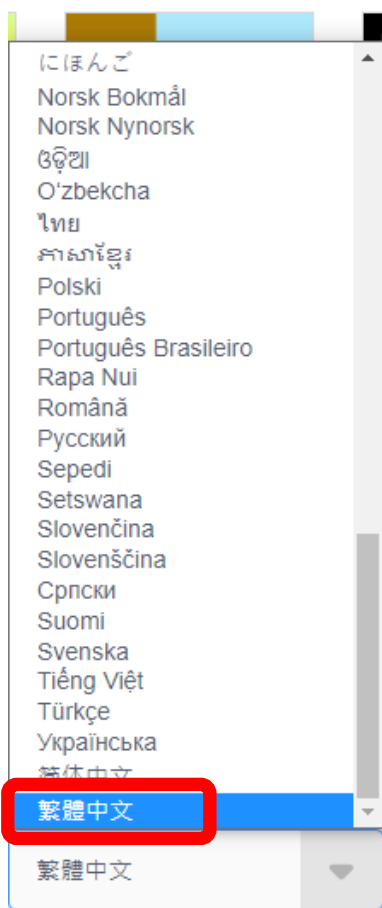 にほんご
Norsk Bokmål
Norsk Nynorsk
ଓଡ଼ିଆ
Oʻzbekcha
ไทย
ភាសាខ្មែរ
Polski
Português
Português Brasileiro
Rapa Nui
Română
Русский
Sepedi
Setswana
Slovenčina
Slovenščina
Српски
Suomi
Svenska
Tiếng Việt
Türkçe
Українська
简体中文
繁體中文
繁體中文